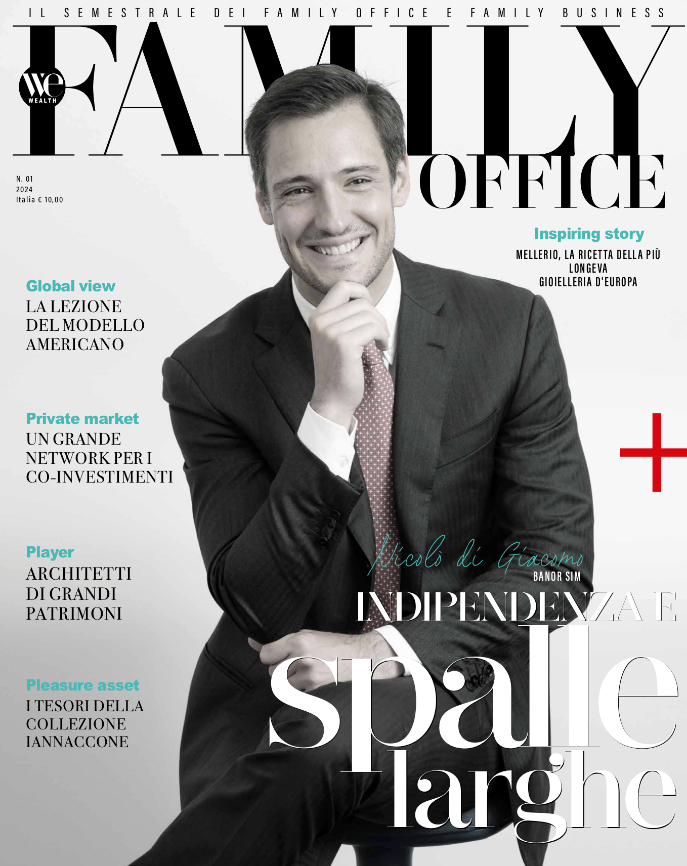 IL SEMESTRALE DEI FAMILY OFFICE E FAMILY BUSINESS
FAMILY
OFFICE
we
WEALTH
N. 01
2024
Italia € 10,00
Inspiring story
MELLERIO, LA RICETTA DELLA PIÙ
LONGEVA
GIOIELLERIA D'EUROPA
Global view
LA LEZIONE
DEL MODELLO
AMERICANO
Private market
UN GRANDE
NETWORK PER I
CO-INVESTIMENTI
Player
ARCHITETTI
DI GRANDI
PATRIMONI
Pleasure asset
I TESORI DELLA
COLLEZIONE
IANNACCONE
+
Nicolò di Giacomo
BANOR SIM
INDIPENDENZA E
spalle
larghe